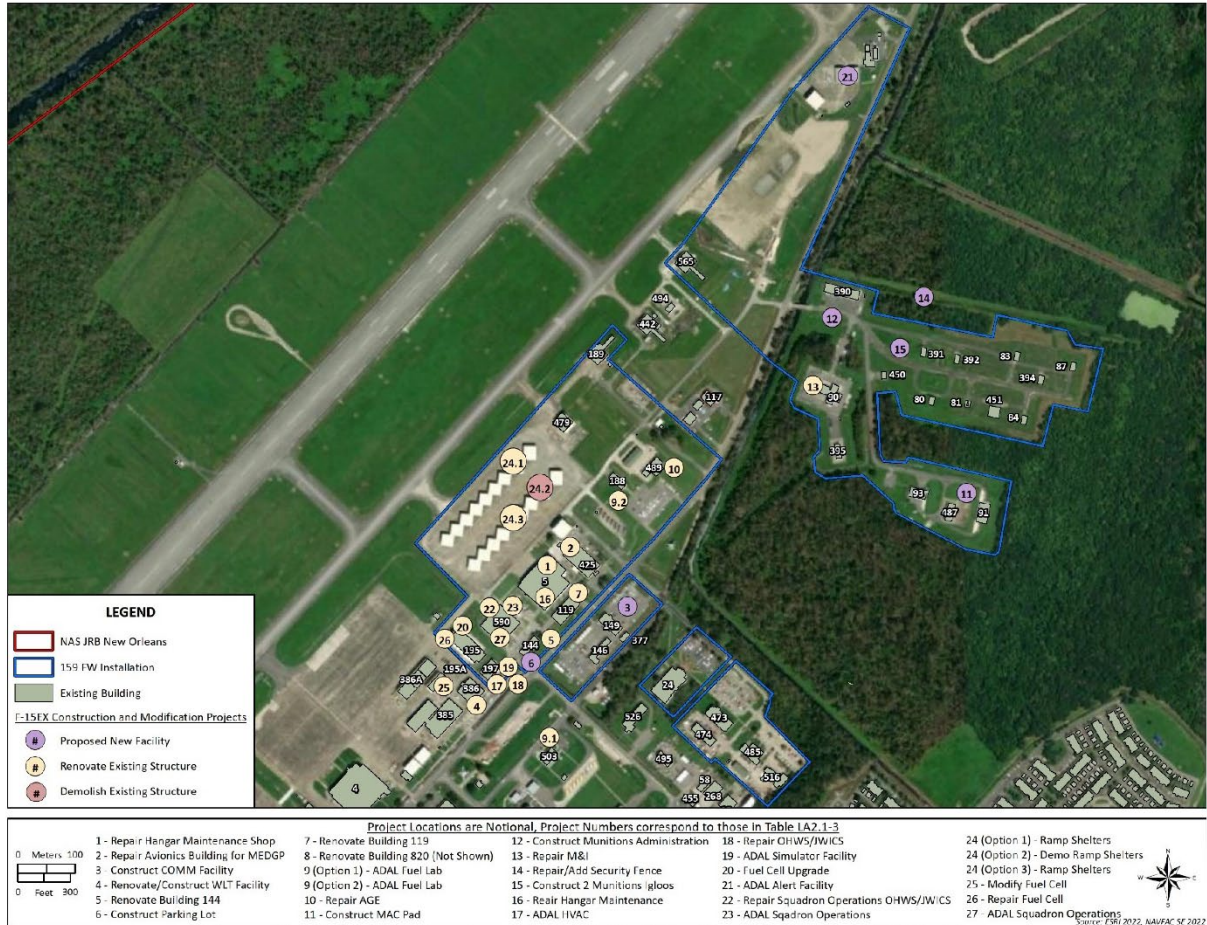 21
565
390
14
494
12
442
15
391
392
83
189
87
394
450
13
90
80
81
451
84
117
479
395
24.1
489
10
24.2
188
93
11
9.2
487
91
24.3
2
425
1
5
7
16
3
22
23
119
590
149
20
26
27
144
5
377
195
146
6
195A
197
19
386A
25
386
17
18
24
4
385
526
473
474
9.1
503
485
495
516
58
4
455
268
LEGEND
NAS JRB New Orleans
159 FW Installation
Existing Building
F-15EX Construction and Modification Projects
# Proposed New Facility
# Renovate Existing Structure
# Demolish Existing Structure
Project Locations are Notional, Project Numbers correspond to those in Table LA2.1-3
0 Meters 100
0 Feet 300
1 - Repair Hangar Maintenance Shop
2 - Repair Avionics Building for MEDGP
3 - Construct COMM Facility
4 - Renovate/Construct WLT Facility
5 - Renovate Building 144
6 - Construct Parking Lot
7 - Renovate Building 119
8 - Renovate Building 820 (Not Shown)
9 (Option 1) - ADAL Fuel Lab
9 (Option 2) - ADAL Fuel Lab
10 - Repair AGE
11 - Construct MAC Pad
12 - Construct Munitions Administration
13 - Repair M&I
14 - Repair/Add Security Fence
15 - Construct 2 Munitions Igloos
16 - Reair Hangar Maintenance
17 - ADAL HVAC
18 - Repair OHWS/JWICS
19 - ADAL Simulator Facility
20 - Fuel Cell Upgrade
21 - ADAL Alert Facility
22 - Repair Squadron Operations OHWS/JWICS
23 - ADAL Sqadron Operations
24 (Option 1) - Ramp Shelters
24 (Option 2) - Demo Ramp Shelters
24 (Option 3) - Ramp Shelters
25 - Modify Fuel Cell
26 - Repair Fuel Cell
27 - ADAL Squadron Operations
N
W E
S
Source: ESRI 2022, NAVFAC SE 2022